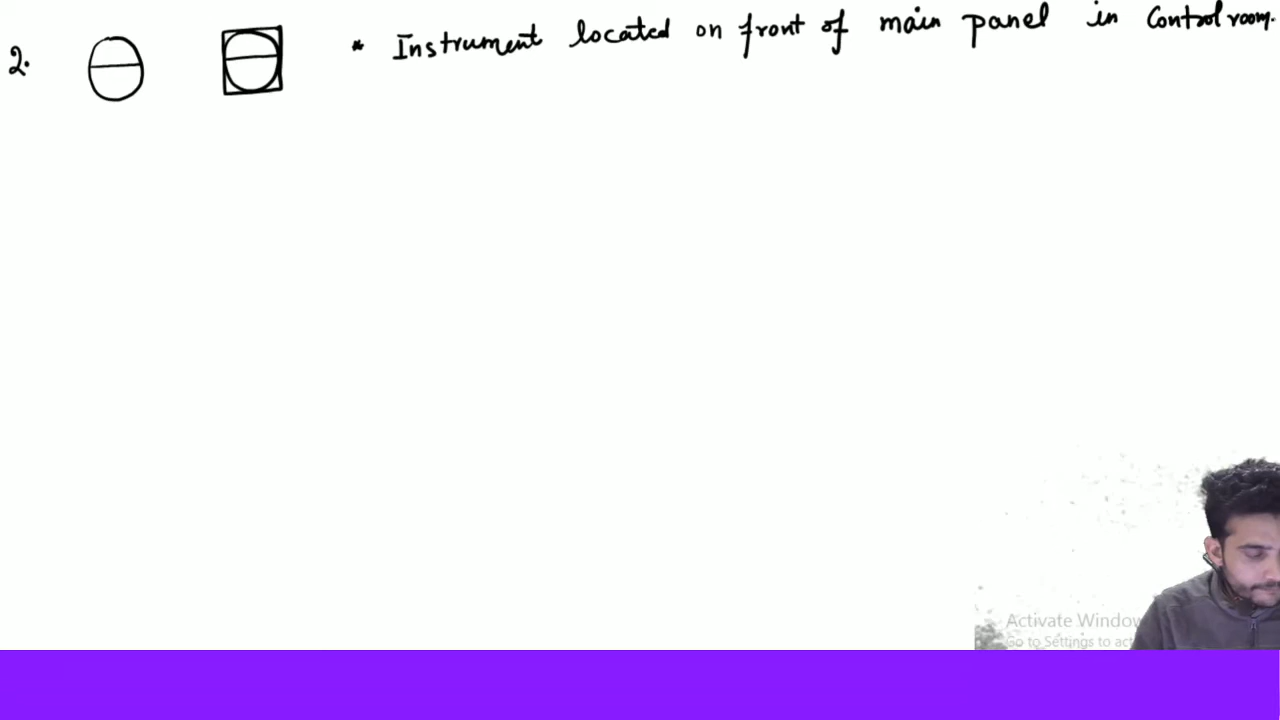 2. * Instrument located on front of main panel in Control room.
Activate Window
Go to Settings to act